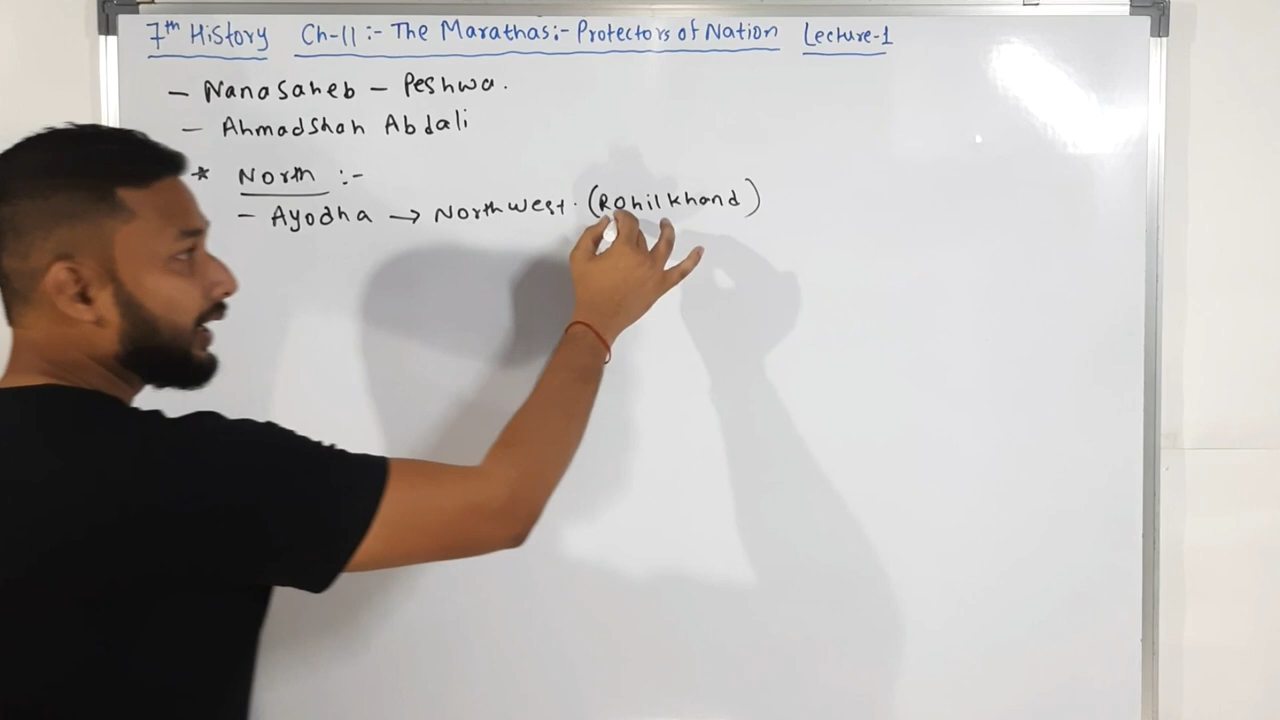 7th History Ch-11 :- The Marathas :- Protectors of Nation Lecture-1
- Nanasaheb - Peshwa.
- Ahmadshah Abdali
* North :-
- Ayodha → Northwest. (Rohilkhand)